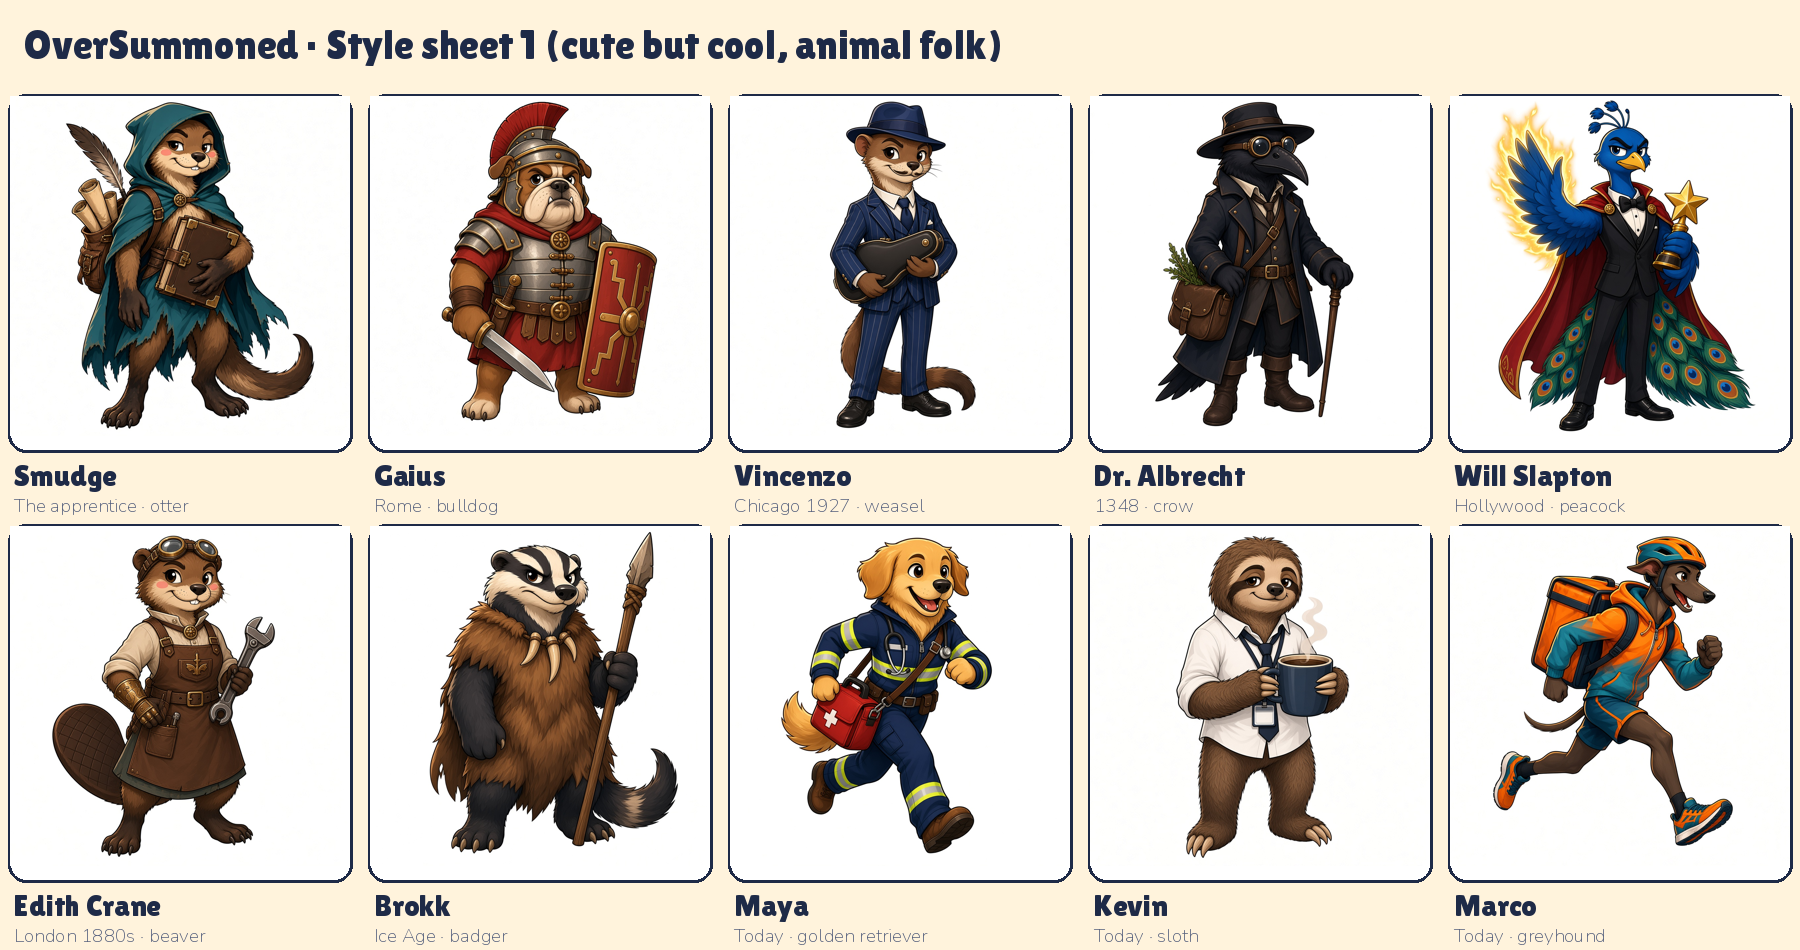 OverSummoned · Style sheet 1 (cute but cool, animal folk)
Smudge
The apprentice · otter
Gaius
Rome · bulldog
Vincenzo
Chicago 1927 · weasel
Dr. Albrecht
1348 · crow
Will Slapton
Hollywood · peacock
Edith Crane
London 1880s · beaver
Brokk
Ice Age · badger
Maya
Today · golden retriever
Kevin
Today · sloth
Marco
Today · greyhound